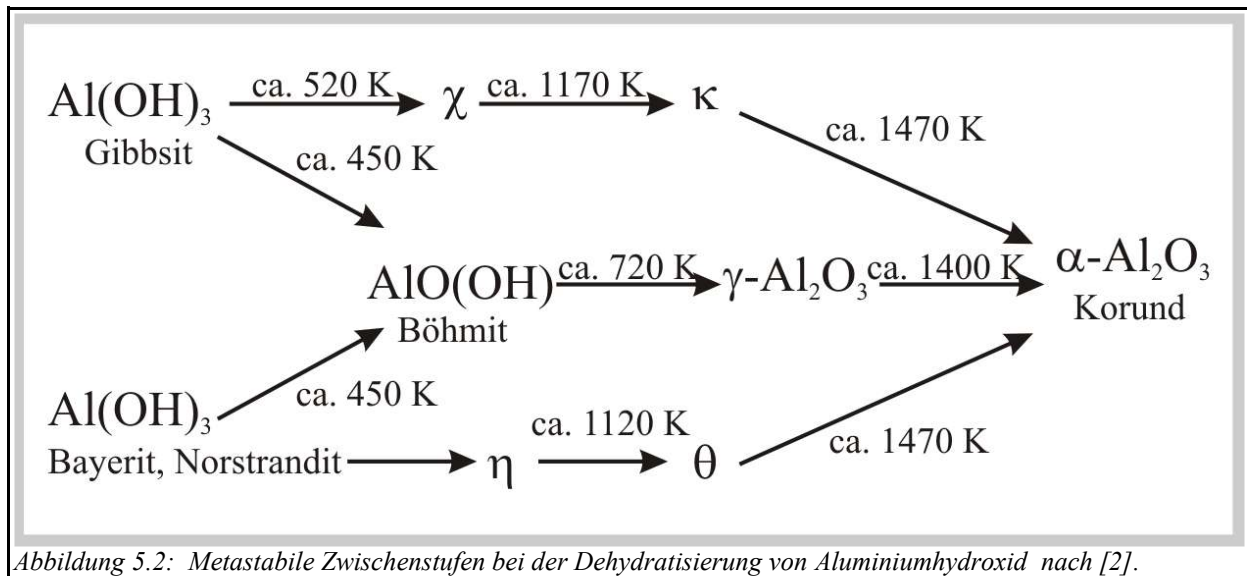 Al(OH)₃ ca. 520 K χ ca. 1170 K κ
Gibbsit
ca. 450 K
ca. 1470 K
AlO(OH) ca. 720 K γ-Al₂O₃ ca. 1400 K α-Al₂O₃
Böhmit
Korund
Al(OH)₃ ca. 450 K
Bayerit, Norstrandit η ca. 1120 K θ
ca. 1470 K
Abbildung 5.2: Metastabile Zwischenstufen bei der Dehydratisierung von Aluminiumhydroxid nach [2].